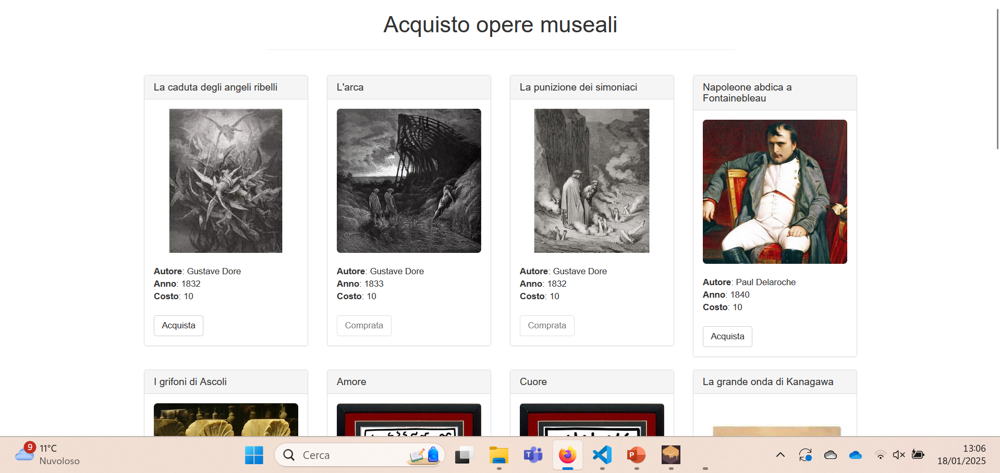 Acquisto opere museali
La caduta degli angeli ribelli
Autore: Gustave Dore
Anno: 1832
Costo: 10
Acquista
L'arca
Autore: Gustave Dore
Anno: 1833
Costo: 10
Comprata
La punizione dei simoniaci
Autore: Gustave Dore
Anno: 1832
Costo: 10
Comprata
Napoleone abdica a
Fontainebleau
Autore: Paul Delaroche
Anno: 1840
Costo: 10
Acquista
I grifoni di Ascoli
Amore
Cuore
La grande onda di Kanagawa
9
11°C
Nuvoloso
Cerca
13:06
18/01/2025